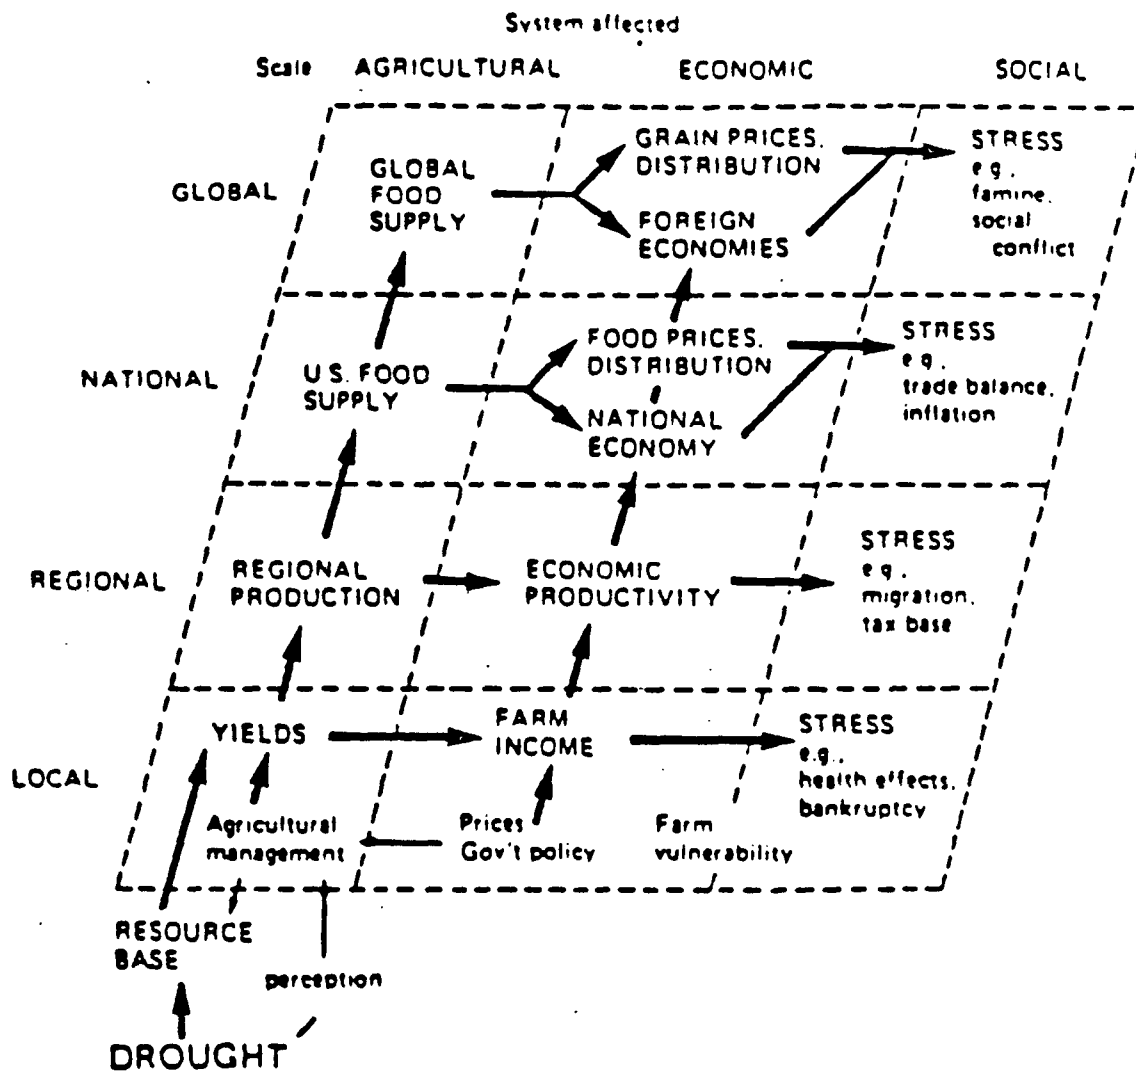 System affected
Scale AGRICULTURAL ECONOMIC SOCIAL
GLOBAL
GLOBAL
FOOD
SUPPLY
GRAIN PRICES.
DISTRIBUTION
FOREIGN
ECONOMIES
STRESS
e.g.,
famine,
social
conflict
NATIONAL
U.S. FOOD
SUPPLY
FOOD PRICES.
DISTRIBUTION
NATIONAL
ECONOMY
STRESS
e.g.,
trade balance,
inflation
REGIONAL
REGIONAL
PRODUCTION
ECONOMIC
PRODUCTIVITY
STRESS
e.g.,
migration,
tax base
LOCAL
YIELDS
FARM
INCOME
STRESS
e.g.,
health effects,
bankruptcy
Agricultural
management
Prices
Gov't policy
Farm
vulnerability
RESOURCE
BASE
perception
DROUGHT